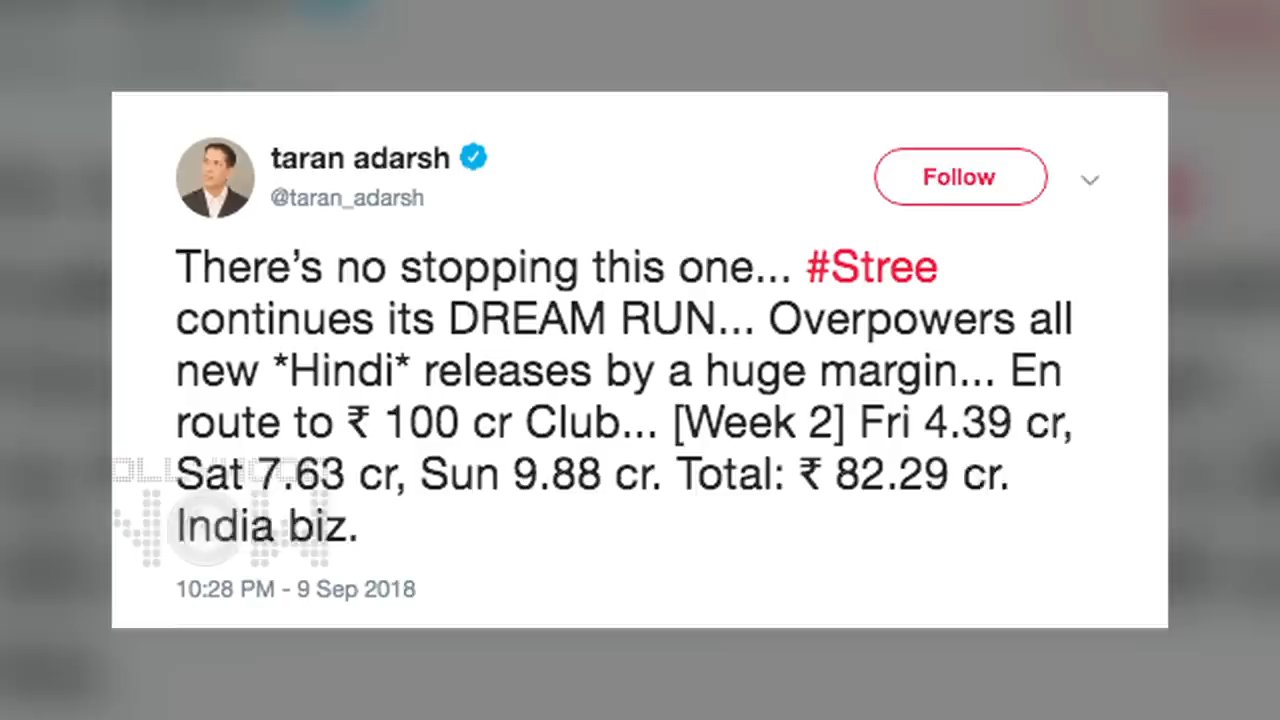 taran adarsh
@taran_adarsh
Follow
There's no stopping this one... #Stree
continues its DREAM RUN... Overpowers all
new *Hindi* releases by a huge margin... En
route to ₹ 100 cr Club... [Week 2] Fri 4.39 cr,
Sat 7.63 cr, Sun 9.88 cr. Total: ₹ 82.29 cr.
India biz.
10:28 PM - 9 Sep 2018
NOW